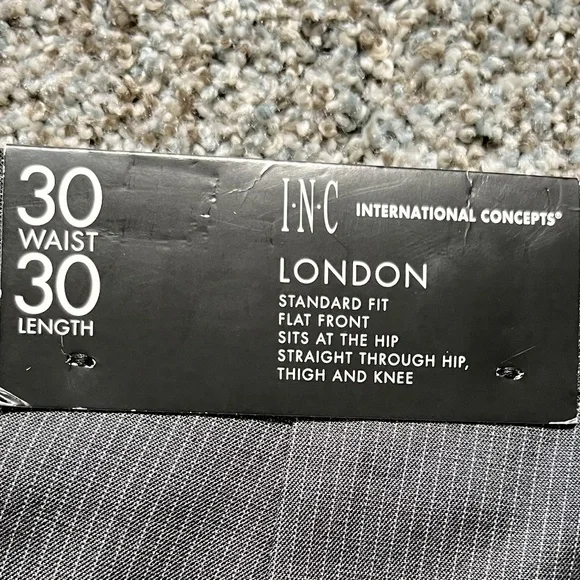 30
WAIST
30
LENGTH
I·N·C INTERNATIONAL CONCEPTS®
LONDON
STANDARD FIT
FLAT FRONT
SITS AT THE HIP
STRAIGHT THROUGH HIP,
THIGH AND KNEE